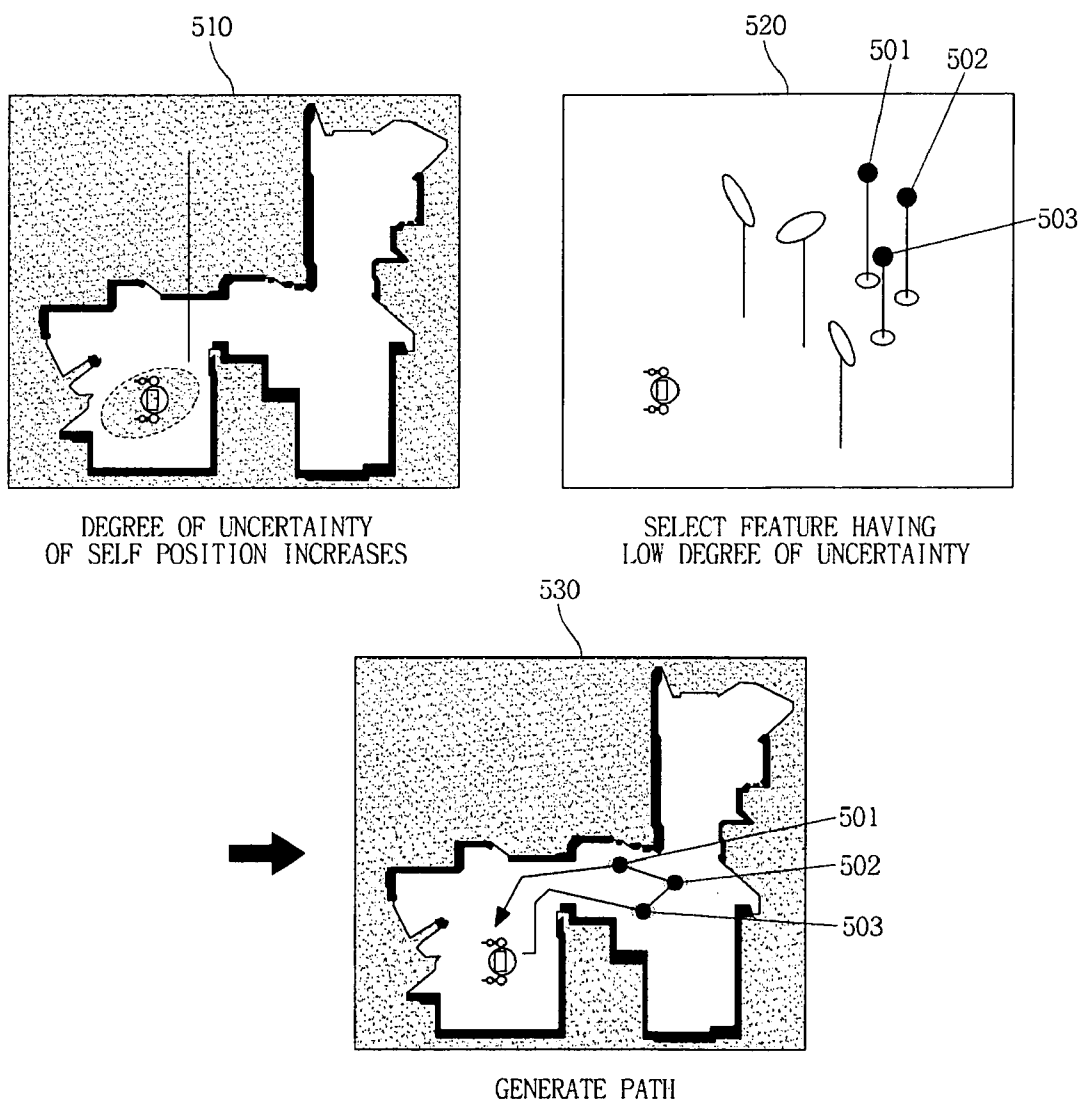 510
520
501
502
503
DEGREE OF UNCERTAINTY
OF SELF POSITION INCREASES
SELECT FEATURE HAVING
LOW DEGREE OF UNCERTAINTY
530
501
502
503
GENERATE PATH